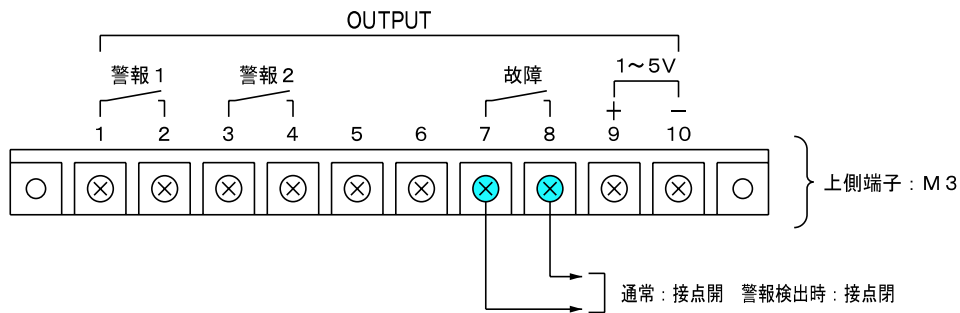 OUTPUT
警報1 警報2 故障 1～5V
+ −
1 2 3 4 5 6 7 8 9 10
上側端子：M3
通常：接点開 警報検出時：接点閉